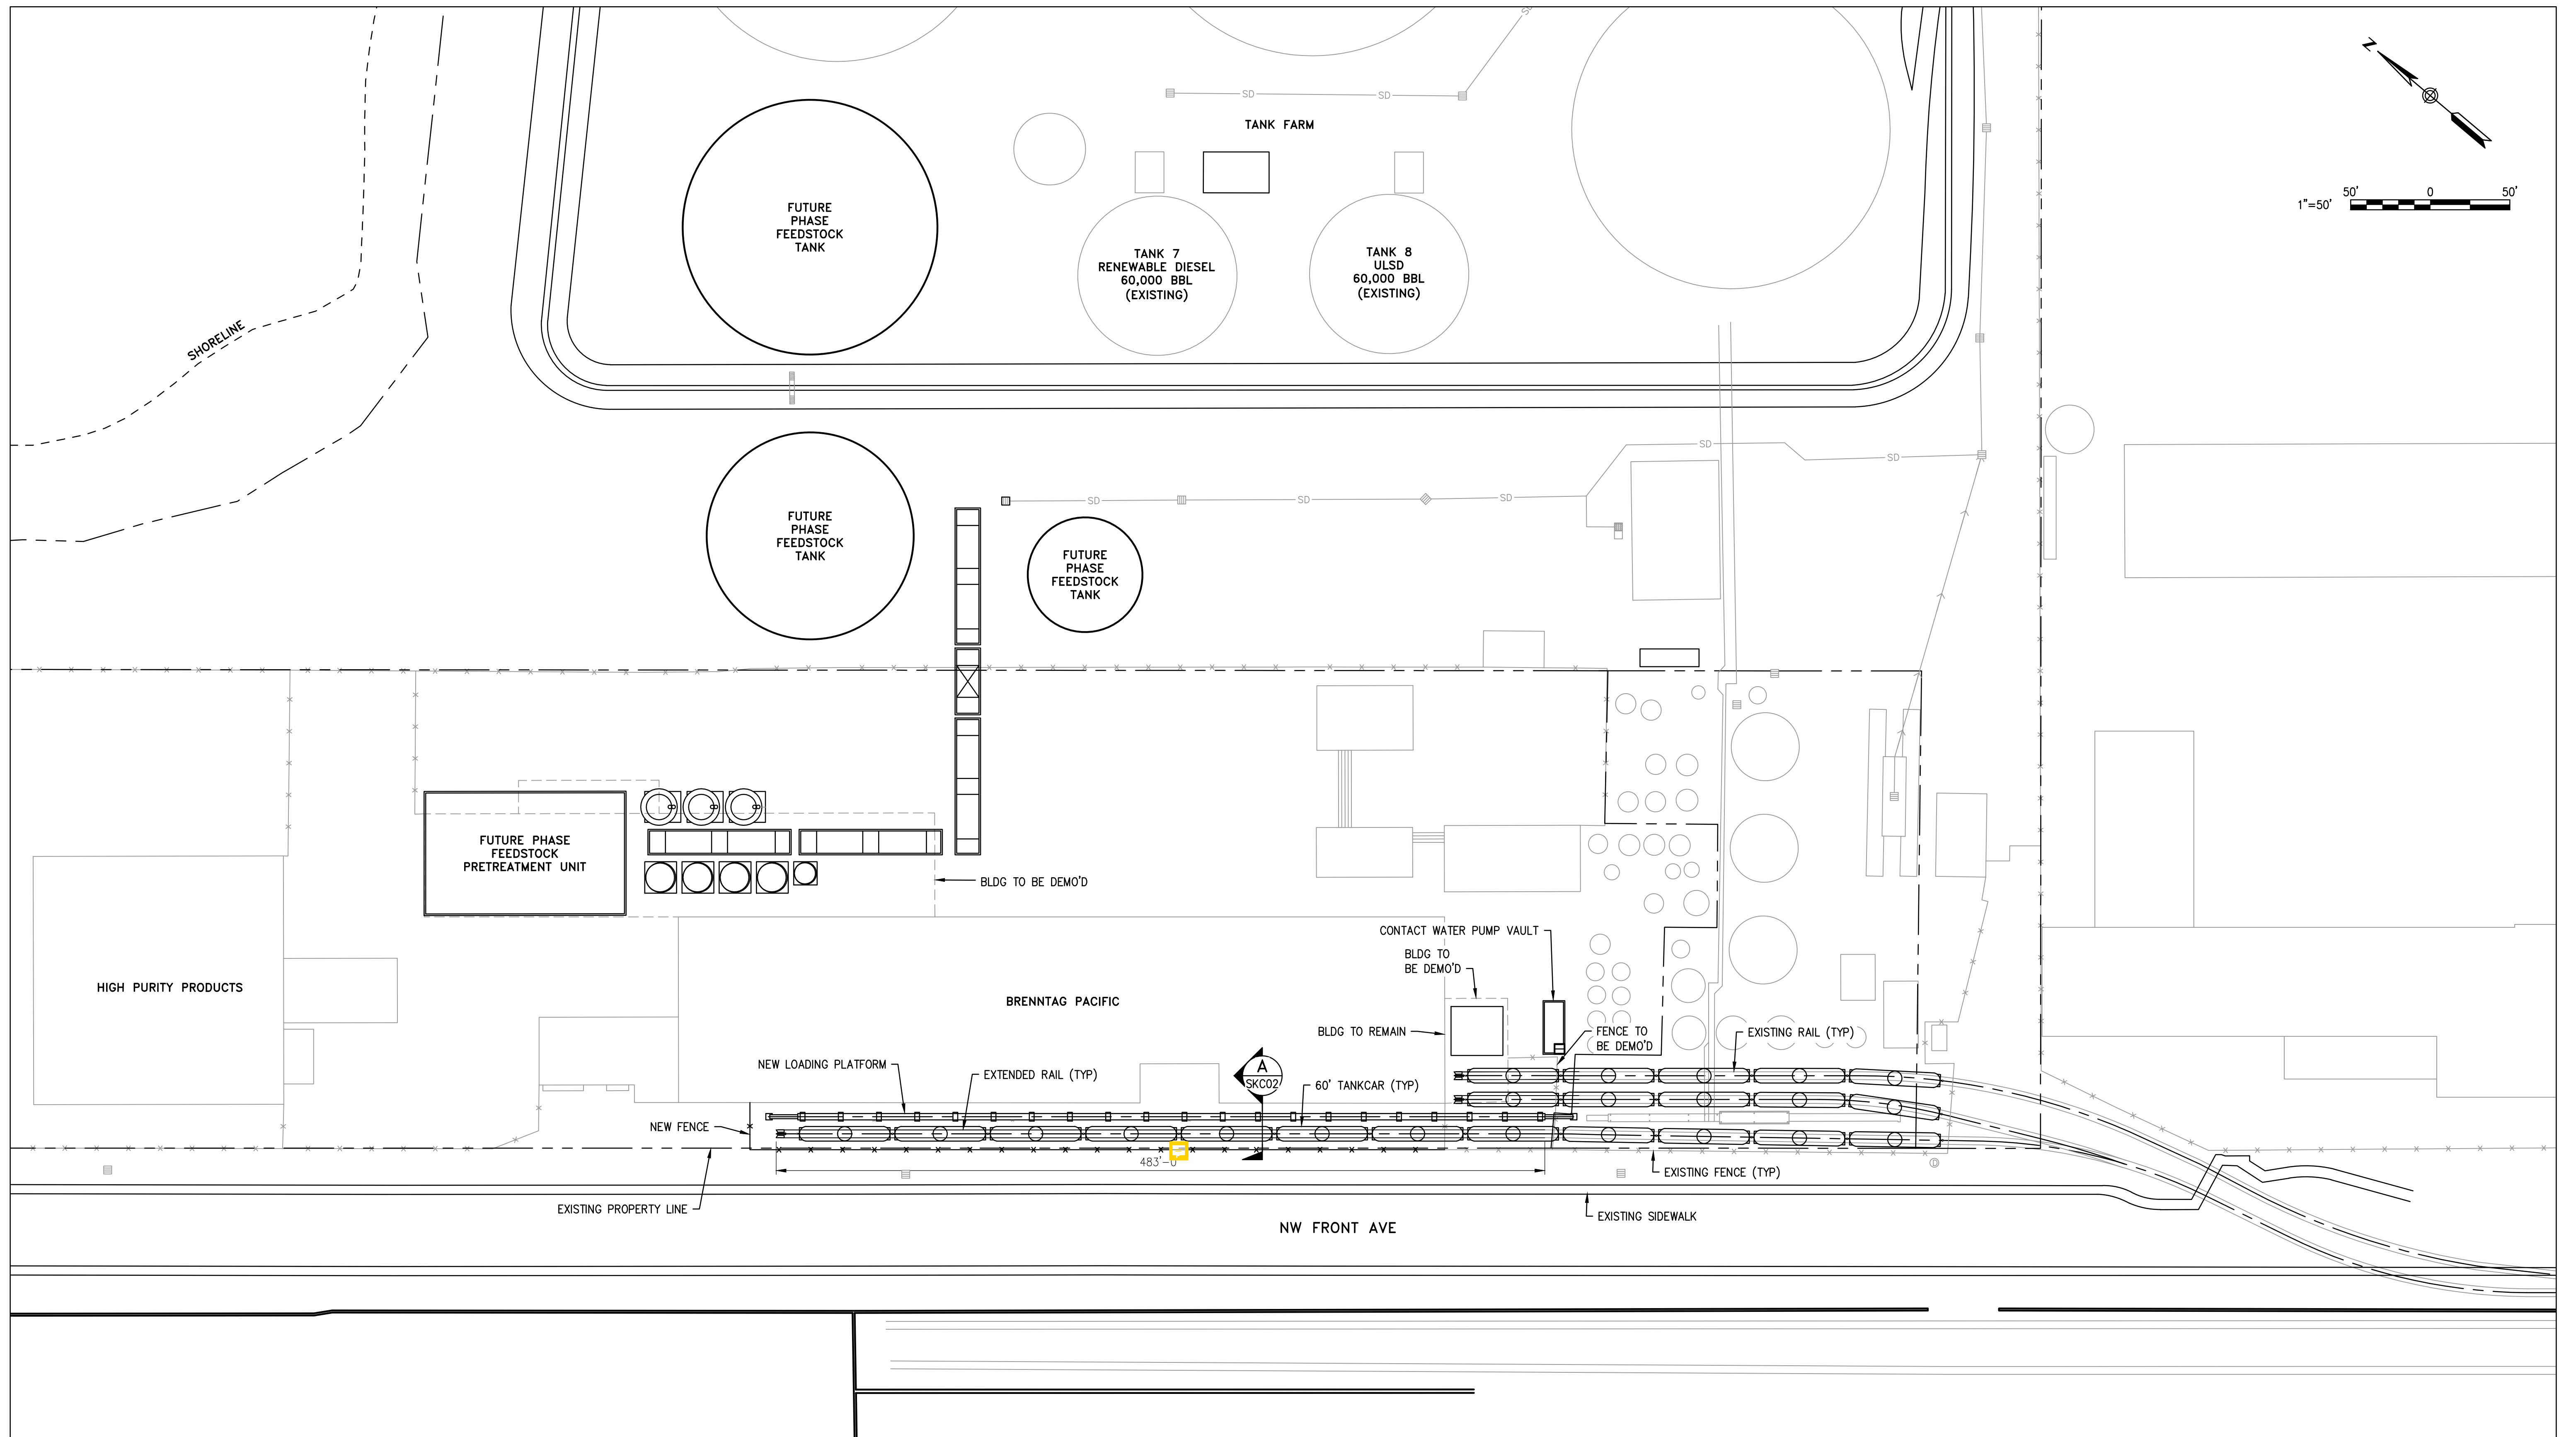 N
SD
SD
SD
TANK FARM
50'
0
50'
1"=50'
FUTURE
PHASE
FEEDSTOCK
TANK
TANK 7
RENEWABLE DIESEL
60,000 BBL
(EXISTING)
TANK 8
ULSD
60,000 BBL
(EXISTING)
SHORELINE
SD
SD
SD
SD
SD
FUTURE
PHASE
FEEDSTOCK
TANK
FUTURE
PHASE
FEEDSTOCK
TANK
FUTURE PHASE
FEEDSTOCK
PRETREATMENT UNIT
BLDG TO BE DEMO'D
CONTACT WATER PUMP VAULT
BLDG TO
BE DEMO'D
HIGH PURITY PRODUCTS
BRENNTAG PACIFIC
BLDG TO REMAIN
FENCE TO
BE DEMO'D
EXISTING RAIL (TYP)
NEW LOADING PLATFORM
EXTENDED RAIL (TYP)
A
SKC02
60' TANKCAR (TYP)
NEW FENCE
483'-0"
D
EXISTING FENCE (TYP)
EXISTING PROPERTY LINE
EXISTING SIDEWALK
NW FRONT AVE